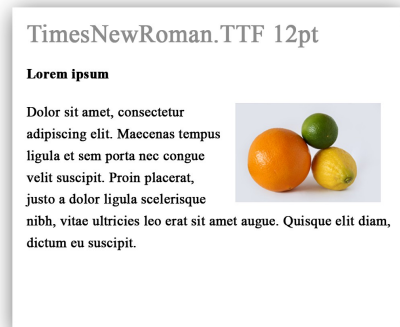 TimesNewRoman.TTF 12pt
Lorem ipsum
Dolor sit amet, consectetur
adipiscing elit. Maecenas tempus
ligula et sem porta nec congue
velit suscipit. Proin placerat,
justo a dolor ligula scelerisque
nibh, vitae ultricies leo erat sit amet augue. Quisque elit diam,
dictum eu suscipit.